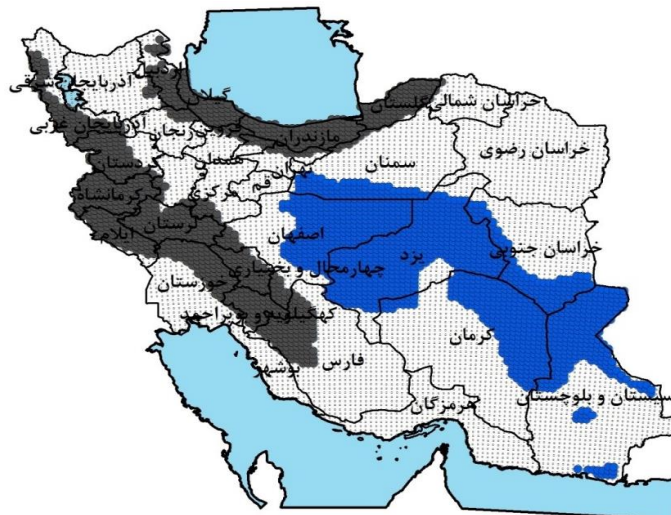 اردبیل
آذربایجان شرقی
گیلان
گلستان
خراسان شمالی
آذربایجان غربی
زنجان
قزوین
مازندران
خراسان رضوی
کردستان
همدان
تهران
سمنان
قم
مرکزی
کرمانشاه
لرستان
ایلام
اصفهان
خراسان جنوبی
یزد
چهارمحال و بختیاری
خوزستان
کهگیلویه و بویراحمد
کرمان
فارس
بوشهر
سیستان و بلوچستان
هرمزگان